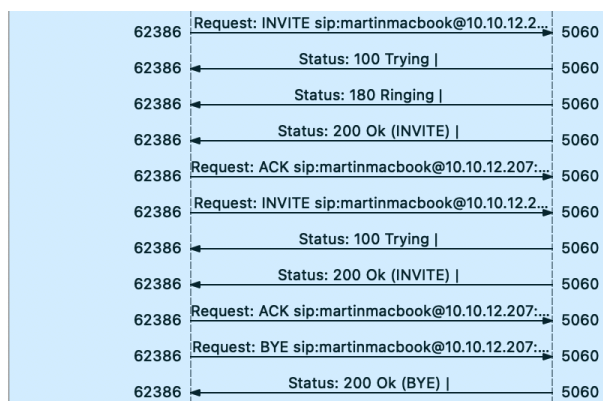 62386 Request: INVITE sip:martinmacbook@10.10.12.2... 5060
62386 Status: 100 Trying | 5060
62386 Status: 180 Ringing | 5060
62386 Status: 200 Ok (INVITE) | 5060
62386 Request: ACK sip:martinmacbook@10.10.12.207:... 5060
62386 Request: INVITE sip:martinmacbook@10.10.12.2... 5060
62386 Status: 100 Trying | 5060
62386 Status: 200 Ok (INVITE) | 5060
62386 Request: ACK sip:martinmacbook@10.10.12.207:... 5060
62386 Request: BYE sip:martinmacbook@10.10.12.207:... 5060
62386 Status: 200 Ok (BYE) | 5060